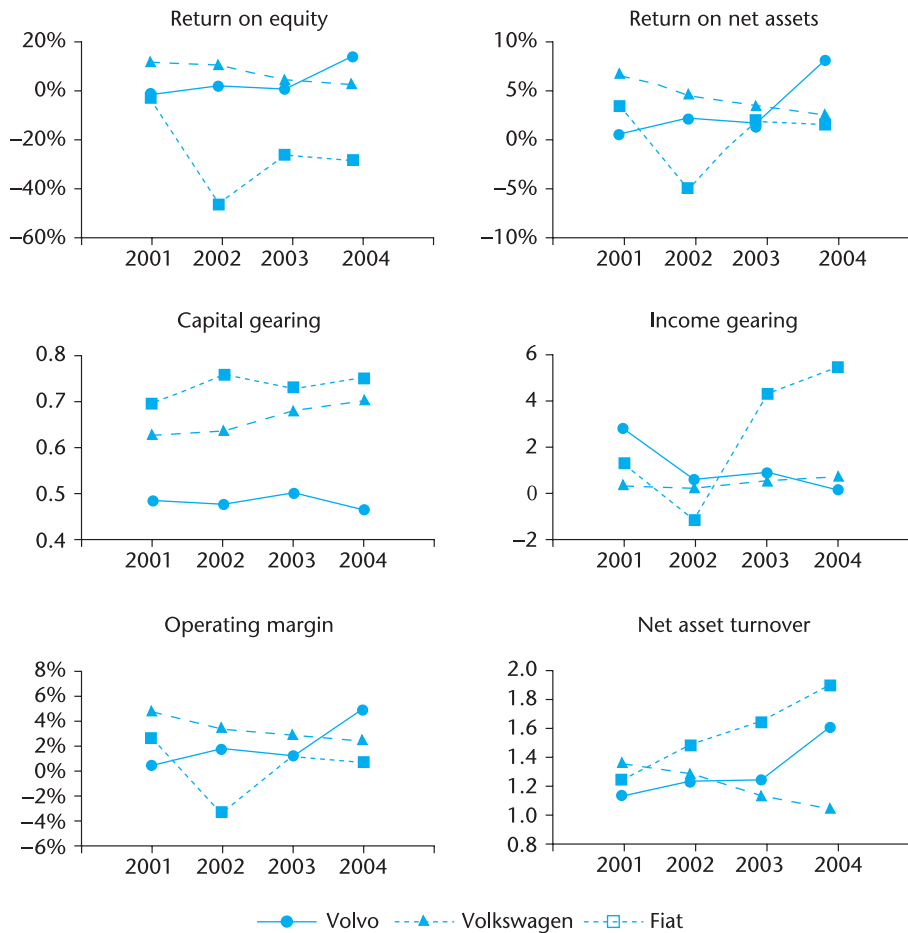 Return on equity
20%
0%
–20%
–40%
–60%
2001 2002 2003 2004
Return on net assets
10%
5%
0%
–5%
–10%
2001 2002 2003 2004
Capital gearing
0.8
0.7
0.6
0.5
0.4
2001 2002 2003 2004
Income gearing
6
4
2
0
–2
2001 2002 2003 2004
Operating margin
8%
6%
4%
2%
0%
–2%
–4%
–6%
2001 2002 2003 2004
Net asset turnover
2.0
1.8
1.6
1.4
1.2
1.0
0.8
2001 2002 2003 2004
Volvo Volkswagen Fiat